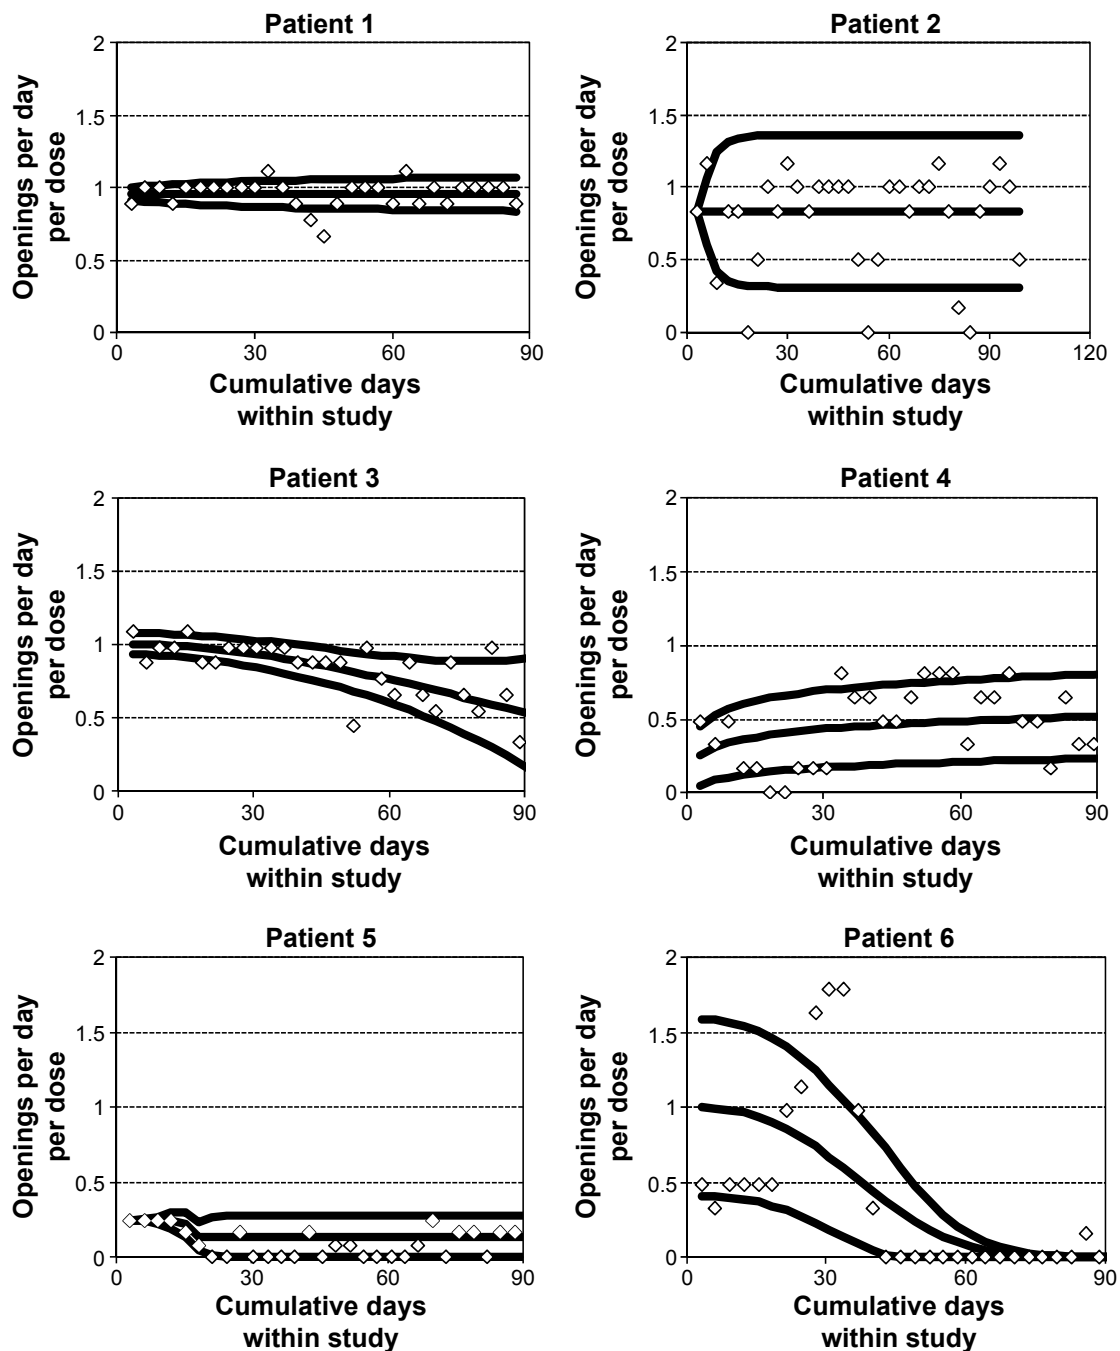 Patient 1
Openings per day
per dose
2
1.5
1
0.5
0
0
30
60
90
Cumulative days
within study
Patient 2
Openings per day
per dose
2
1.5
1
0.5
0
0
30
60
90
120
Cumulative days
within study
Patient 3
Openings per day
per dose
2
1.5
1
0.5
0
0
30
60
90
Cumulative days
within study
Patient 4
Openings per day
per dose
2
1.5
1
0.5
0
0
30
60
90
Cumulative days
within study
Patient 5
Openings per day
per dose
2
1.5
1
0.5
0
0
30
60
90
Cumulative days
within study
Patient 6
Openings per day
per dose
2
1.5
1
0.5
0
0
30
60
90
Cumulative days
within study